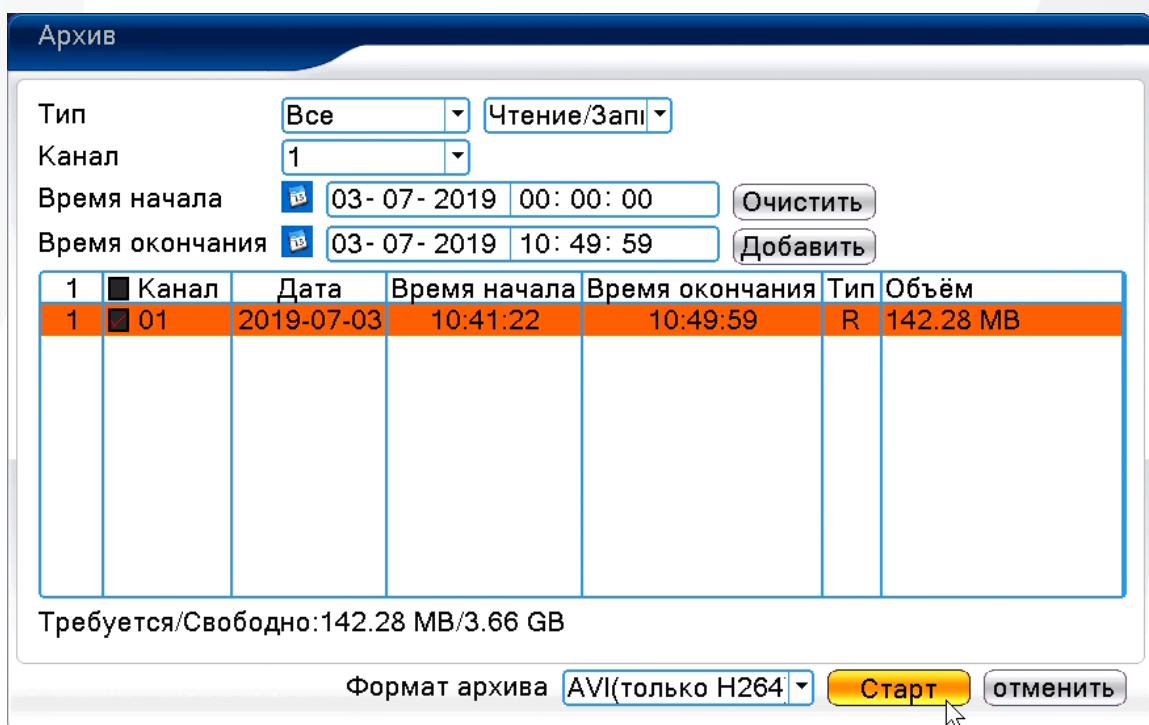 Архив
Тип Все Чтение/Запи
Канал 1
Время начала 15 03- 07- 2019 00: 00: 00 Очистить
Время окончания 15 03- 07- 2019 10: 49: 59 Добавить
1 Канал Дата Время начала Время окончания Тип Объём
1 01 2019-07-03 10:41:22 10:49:59 R 142.28 MB
Требуется/Свободно:142.28 MB/3.66 GB
Формат архива AVI(только H264 Старт отменить